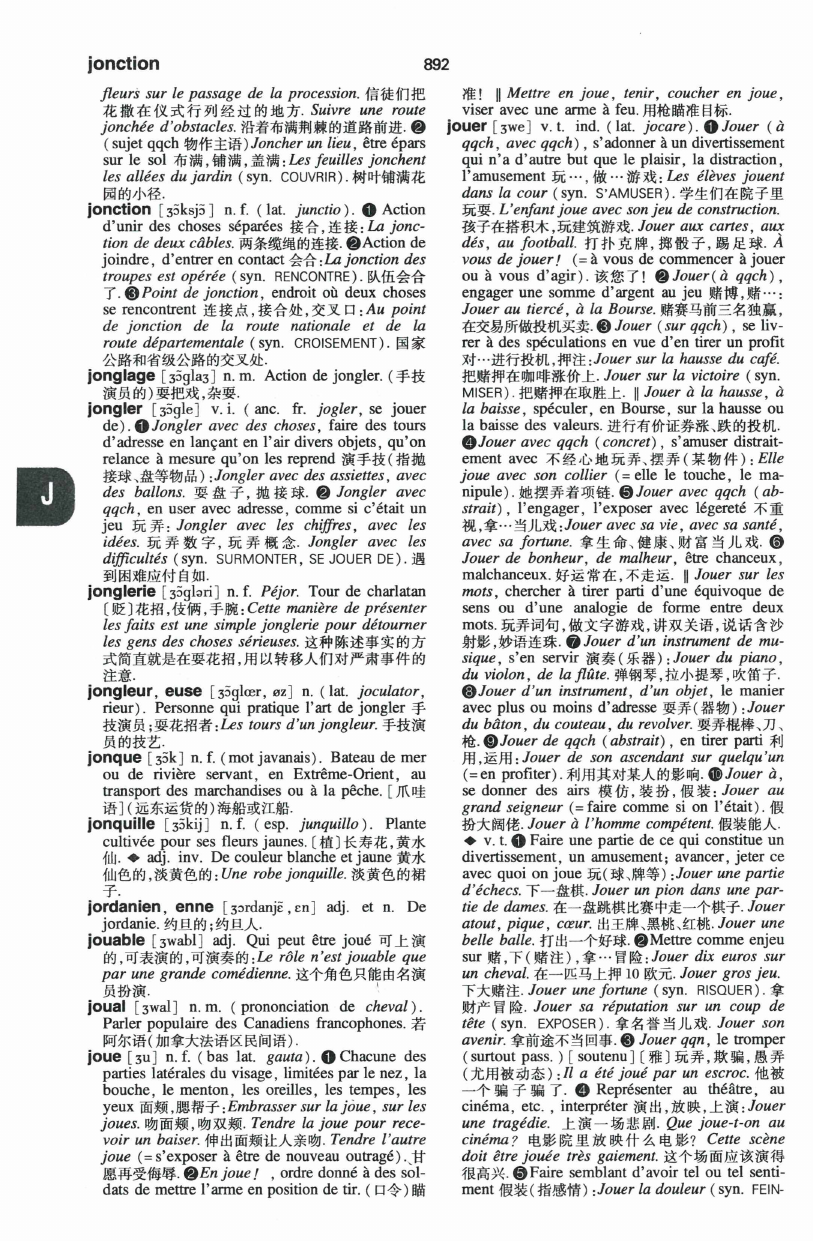 jonction
892
fleurs sur le passage de la procession. 信徒们把
花撒在仪式行列经过的地方. Suivre une route
jonchée d'obstacles. 沿着布满荆棘的道路前进. ❷
( sujet qqch 物作主语) Joncher un lieu, être épars
sur le sol 布满,铺满,盖满: Les feuilles jonchent
les allées du jardin ( syn. COUVRIR ). 树叶铺满花
园的小径.
jonction [ ʒɔ̃ksjɔ̃ ] n. f. ( lat. junctio ). ❶ Action
d'unir des choses séparées 接合,连接: La jonc-
tion de deux câbles. 两条缆绳的连接. ❷Action de
joindre, d'entrer en contact 会合: La jonction des
troupes est opérée ( syn. RENCONTRE ). 队伍会合
了. ❸Point de jonction, endroit où deux choses
se rencontrent 连接点,接合处,交叉口: Au point
de jonction de la route nationale et de la
route départementale ( syn. CROISEMENT ). 国家
公路和省级公路的交叉处.
jonglage [ ʒɔ̃glaʒ ] n. m. Action de jongler. (手技
演员的)耍把戏,杂耍.
jongler [ ʒɔ̃gle ] v. i. ( anc. fr. jogler, se jouer
de ). ❶Jongler avec des choses, faire des tours
d'adresse en lançant en l'air divers objets, qu'on
relance à mesure qu'on les reprend 演手技(指抛
接球、盘等物品): Jongler avec des assiettes, avec
des ballons. 耍盘子, 抛接球. ❷ Jongler avec
qqch, en user avec adresse, comme si c'était un
jeu 玩弄: Jongler avec les chiffres, avec les
idées. 玩弄数字, 玩弄概念. Jongler avec les
difficultés ( syn. SURMONTER, SE JOUER DE ). 遇
到困难应付自如.
jonglerie [ ʒɔ̃gləri ] n. f. Péjor. Tour de charlatan
〔贬〕花招,伎俩,手腕: Cette manière de présenter
les faits est une simple jonglerie pour détourner
les gens des choses sérieuses. 这种陈述事实的方
式简直就是在耍花招,用以转移人们对严肃事件的
注意.
jongleur, euse [ ʒɔ̃glœr, øz ] n. ( lat. joculator,
rieur ). Personne qui pratique l'art de jongler 手
技演员;耍花招者: Les tours d'un jongleur. 手技演
员的技艺.
jonque [ ʒɔ̃k ] n. f. ( mot javanais ). Bateau de mer
ou de rivière servant, en Extrême-Orient, au
transport des marchandises ou à la pêche. [爪哇
语](远东运货的)海船或江船.
jonquille [ ʒɔ̃kij ] n. f. ( esp. junquillo ). Plante
cultivée pour ses fleurs jaunes. 〔植〕长寿花,黄水
仙. ◆ adj. inv. De couleur blanche et jaune 黄水
仙色的,淡黄色的: Une robe jonquille. 淡黄色的裙
子.
jordanien, enne [ ʒɔrdanjɛ̃, ɛn ] adj. et n. De
Jordanie. 约旦的;约旦人.
jouable [ ʒwabl ] adj. Qui peut être joué 可上演
的,可表演的,可演奏的: Le rôle n'est jouable que
par une grande comédienne. 这个角色只能由名演
员扮演.
joual [ ʒwal ] n. m. ( prononciation de cheval ).
Parler populaire des Canadiens francophones. 若
阿尔语(加拿大法语区民间语).
joue [ ʒu ] n. f. ( bas lat. gauta ). ❶ Chacune des
parties latérales du visage, limitées par le nez, la
bouche, le menton, les oreilles, les tempes, les
yeux 面颊,腮帮子: Embrasser sur la joue, sur les
joues. 吻面颊,吻双颊. Tendre la joue pour rece-
voir un baiser. 伸出面颊让人亲吻. Tendre l'autre
joue ( = s'exposer à être de nouveau outragé ). 甘
愿再受侮辱. ❷En joue ! , ordre donné à des sol-
dats de mettre l'arme en position de tir. (口令)瞄
准! ‖ Mettre en joue, tenir, coucher en joue,
viser avec une arme à feu. 用枪瞄准目标.
jouer [ ʒwe ] v. t. ind. ( lat. jocare ). ❶ Jouer ( à
qqch, avec qqch ), s'adonner à un divertissement
qui n'a d'autre but que le plaisir, la distraction,
l'amusement 玩…, 做…游戏: Les élèves jouent
dans la cour ( syn. S'AMUSER ). 学生们在院子里
玩耍. L'enfant joue avec son jeu de construction.
孩子在搭积木,玩建筑游戏. Jouer aux cartes, aux
dés, au football. 打扑克牌, 掷骰子, 踢足球. À
vous de jouer ! ( = à vous de commencer à jouer
ou à vous d'agir ). 该您了! ❷Jouer( à qqch ),
engager une somme d'argent au jeu 赌博,赌…:
Jouer au tiercé, à la Bourse. 赌赛马前三名独赢,
在交易所做投机买卖. ❸ Jouer ( sur qqch ), se liv-
rer à des spéculations en vue d'en tirer un profit
对…进行投机,押注: Jouer sur la hausse du café.
把赌押在咖啡涨价上. Jouer sur la victoire ( syn.
MISER ). 把赌押在取胜上. ‖ Jouer à la hausse, à
la baisse, spéculer, en Bourse, sur la hausse ou
la baisse des valeurs. 进行有价证券涨、跌的投机.
❹Jouer avec qqch ( concret ), s'amuser distrait-
ement avec 不经心地玩弄、摆弄(某物件): Elle
joue avec son collier ( = elle le touche, le ma-
nipule ). 她摆弄着项链. ❺ Jouer avec qqch ( ab-
strait ), l'engager, l'exposer avec légereté 不重
视,拿…当儿戏: Jouer avec sa vie, avec sa santé,
avec sa fortune. 拿生命、健康、财富当儿戏. ❻
Jouer de bonheur, de malheur, être chanceux,
malchanceux. 好运常在,不走运. ‖ Jouer sur les
mots, chercher à tirer parti d'une équivoque de
sens ou d'une analogie de forme entre deux
mots. 玩弄词句,做文字游戏,讲双关语,说话含沙
射影,妙语连珠. ❼ Jouer d'un instrument de mu-
sique, s'en servir 演奏(乐器): Jouer du piano,
du violon, de la flûte. 弹钢琴,拉小提琴,吹笛子.
❽Jouer d'un instrument, d'un objet, le manier
avec plus ou moins d'adresse 耍弄(器物): Jouer
du bâton, du couteau, du revolver. 耍弄棍棒、刀、
枪. ❾Jouer de qqch ( abstrait ), en tirer parti 利
用,运用: Jouer de son ascendant sur quelqu'un
( = en profiter ). 利用其对某人的影响. ❿Jouer à,
se donner des airs 模仿, 装扮, 假装: Jouer au
grand seigneur ( = faire comme si on l'était ). 假
扮大阔佬. Jouer à l'homme compétent. 假装能人.
◆ v. t. ❶ Faire une partie de ce qui constitue un
divertissement, un amusement; avancer, jeter ce
avec quoi on joue 玩(球、牌等): Jouer une partie
d'échecs. 下一盘棋. Jouer un pion dans une par-
tie de dames. 在一盘跳棋比赛中走一个棋子. Jouer
atout, pique, cœur. 出王牌、黑桃、红桃. Jouer une
belle balle. 打出一个好球. ❷Mettre comme enjeu
sur 赌,下(赌注),拿…冒险: Jouer dix euros sur
un cheval. 在一匹马上押 10 欧元. Jouer gros jeu.
下大赌注. Jouer une fortune ( syn. RISQUER ). 拿
财产冒险. Jouer sa réputation sur un coup de
tête ( syn. EXPOSER ). 拿名誉当儿戏. Jouer son
avenir. 拿前途不当回事. ❸ Jouer qqn, le tromper
( surtout pass. ) [ soutenu ] [雅]玩弄,欺骗,愚弄
(尤用被动): Il a été joué par un escroc. 他被
一个骗子骗了. ❹ Représenter au théâtre, au
cinéma, etc. , interpréter 演出,放映,上演: Jouer
une tragédie. 上演一场悲剧. Que joue-t-on au
cinéma? 电影院里放映什么电影? Cette scène
doit être jouée très gaiement. 这个场面应该演得
很高兴. ❺Faire semblant d'avoir tel ou tel senti-
ment 假装(指感情): Jouer la douleur ( syn. FEIN-
J